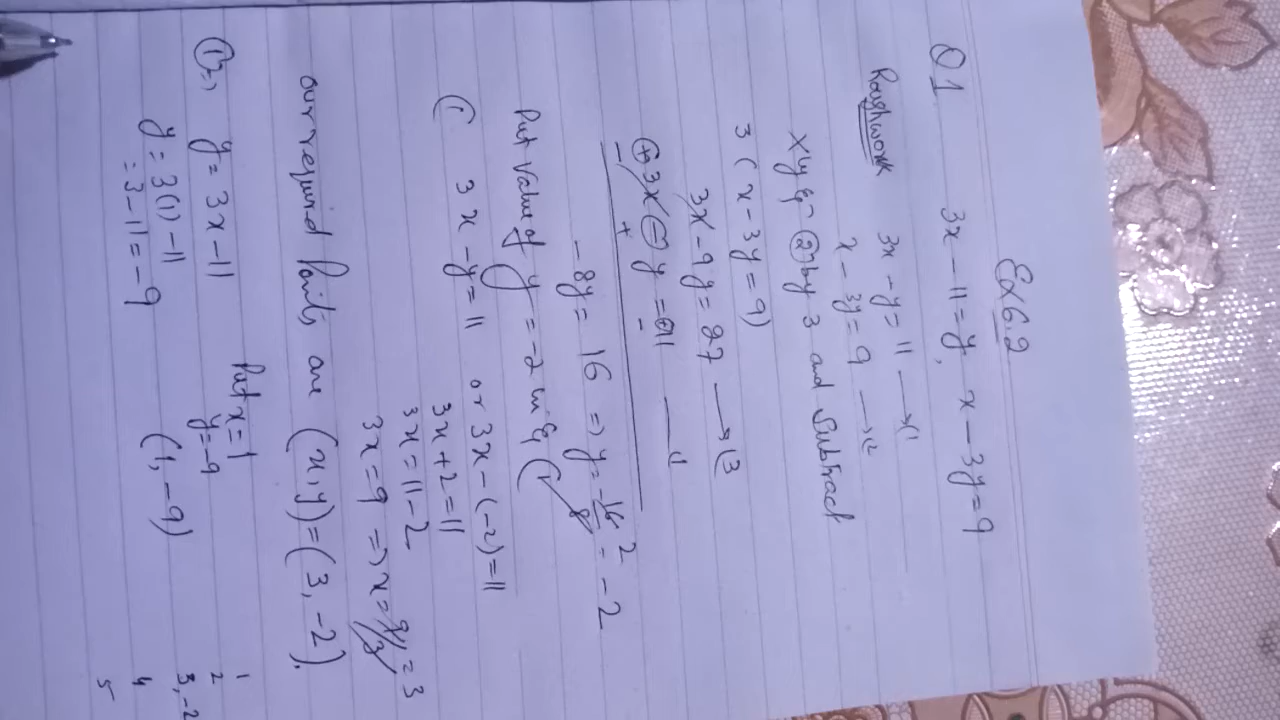 Ex 6.2
Q1 3x - 11 = y, x - 3y = 9
Roughwork 3x - y = 11 → (1
x - 3y = 9 → (2
Xly Eq (2) by 3 and Subtract
3 ( x - 3y = 9)
3x - 9y = 27 → (3
3x y = 11
- + -
- 8y = 16 ⇒ y = -16/8 = - 2
Put value of y = -2 in Eq (
( 3x - y = 11 or 3x - (-2) = 11
3x + 2 = 11
3x = 11 - 2
3x = 9 ⇒ x = 9/3 = 3
our required Points are (x, y) = (3, -2).
① ⇒ y = 3x - 11 Put x = 1
y = 3(1) - 11 y = -9
= 3 - 11 = - 9 (1, -9)
1
2
3, -2
4
5